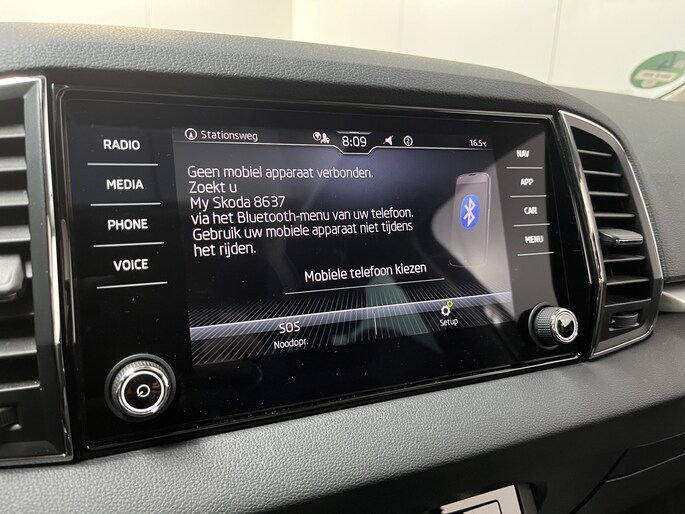 Stationsweg
8:09
2
16.5°C
RADIO
MEDIA
PHONE
VOICE
Geen mobiel apparaat verbonden.
Zoekt u
My Skoda 8637
via het Bluetooth-menu van uw telefoon.
Gebruik uw mobiele apparaat niet tijdens
het rijden.
Mobiele telefoon kiezen
SOS
Noodopr.
Setup
NAV
APP
CAR
MENU